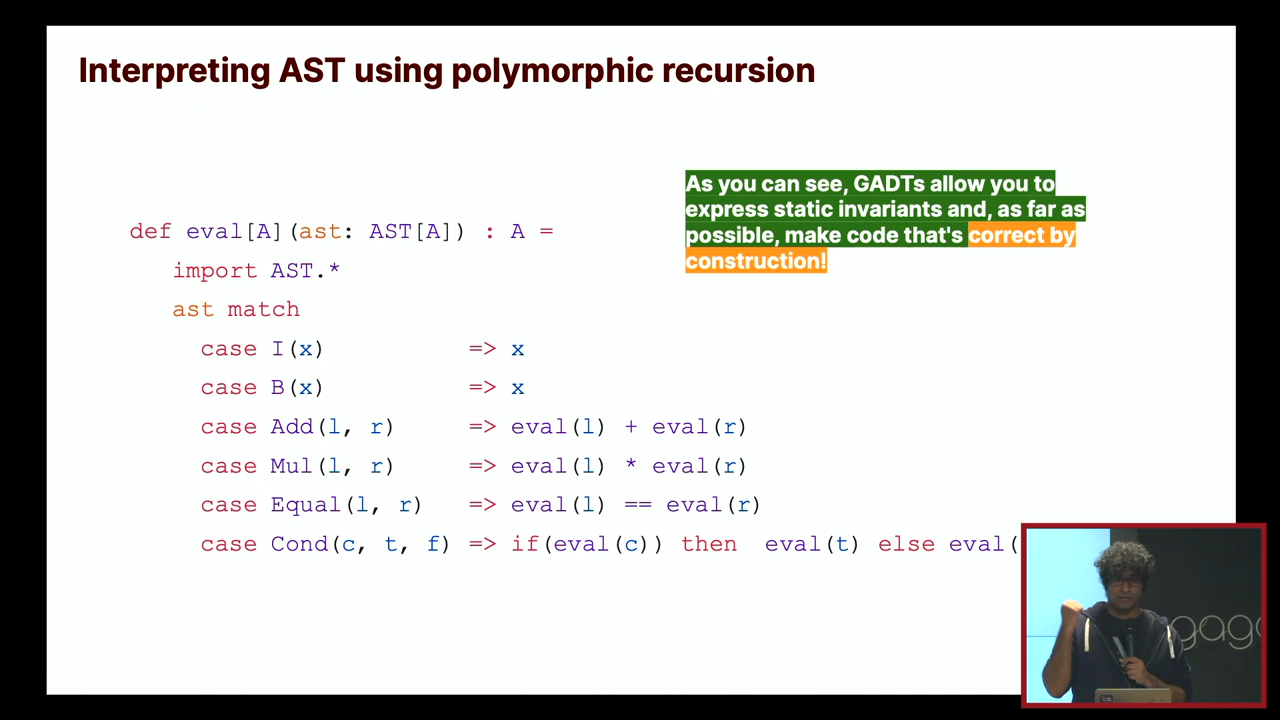 Interpreting AST using polymorphic recursion
As you can see, GADTs allow you to
express static invariants and, as far as
possible, make code that's correct by
construction!
def eval[A](ast: AST[A]) : A =
import AST.*
ast match
case I(x) => x
case B(x) => x
case Add(l, r) => eval(l) + eval(r)
case Mul(l, r) => eval(l) * eval(r)
case Equal(l, r) => eval(l) == eval(r)
case Cond(c, t, f) => if(eval(c)) then eval(t) else eval(